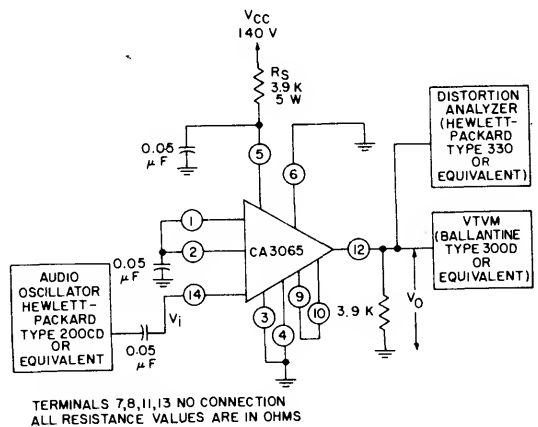 VCC
140 V
RS
3.9 K
5 W
0.05
μF
5
6
DISTORTION
ANALYZER
(HEWLETT-
PACKARD
TYPE 330
OR
EQUIVALENT)
1
2
CA3065
12
VTVM
(BALLANTINE
TYPE 300D
OR
EQUIVALENT)
0.05
μF
AUDIO
OSCILLATOR
HEWLETT-
PACKARD
TYPE 200CD
OR
EQUIVALENT
14
Vi
0.05
μF
3
4
9
10
3.9 K
VO
TERMINALS 7,8,11,13 NO CONNECTION
ALL RESISTANCE VALUES ARE IN OHMS